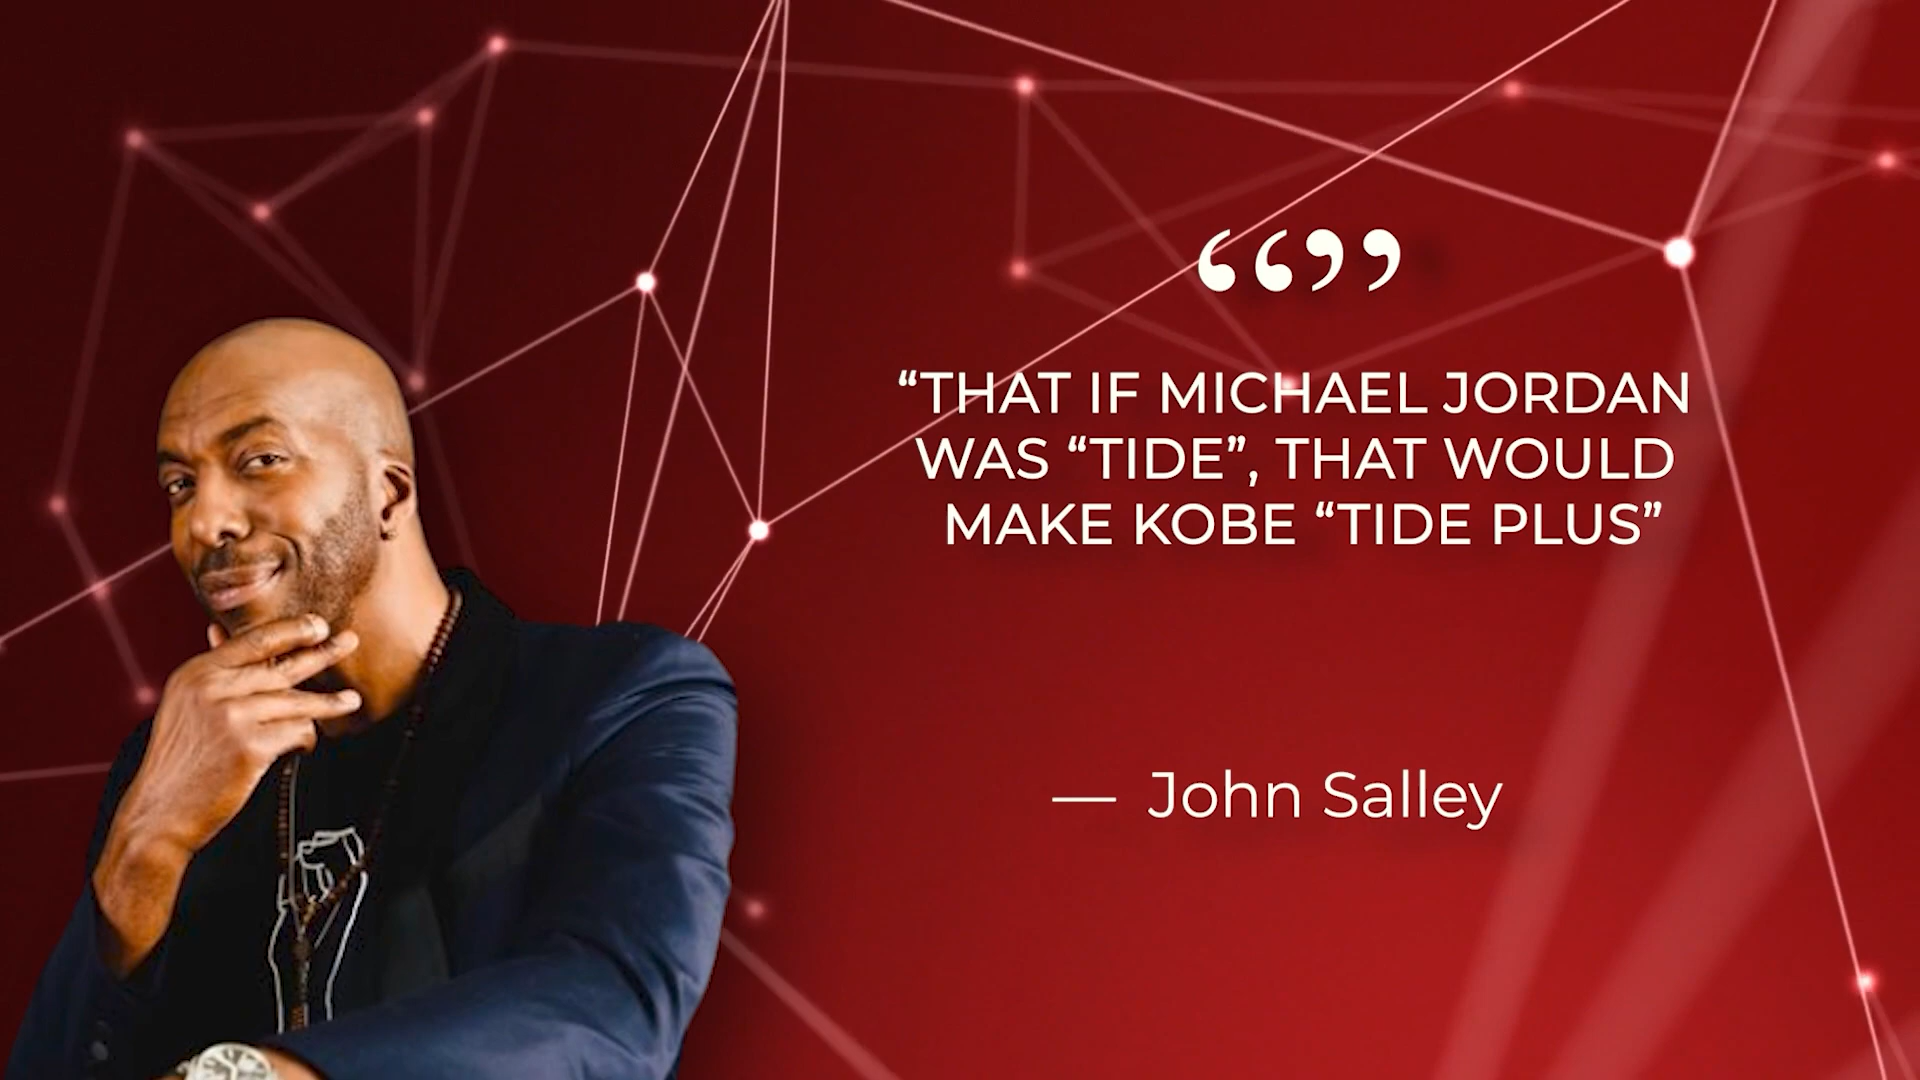 “”
“THAT IF MICHAEL JORDAN
WAS “TIDE”, THAT WOULD
MAKE KOBE “TIDE PLUS”
— John Salley